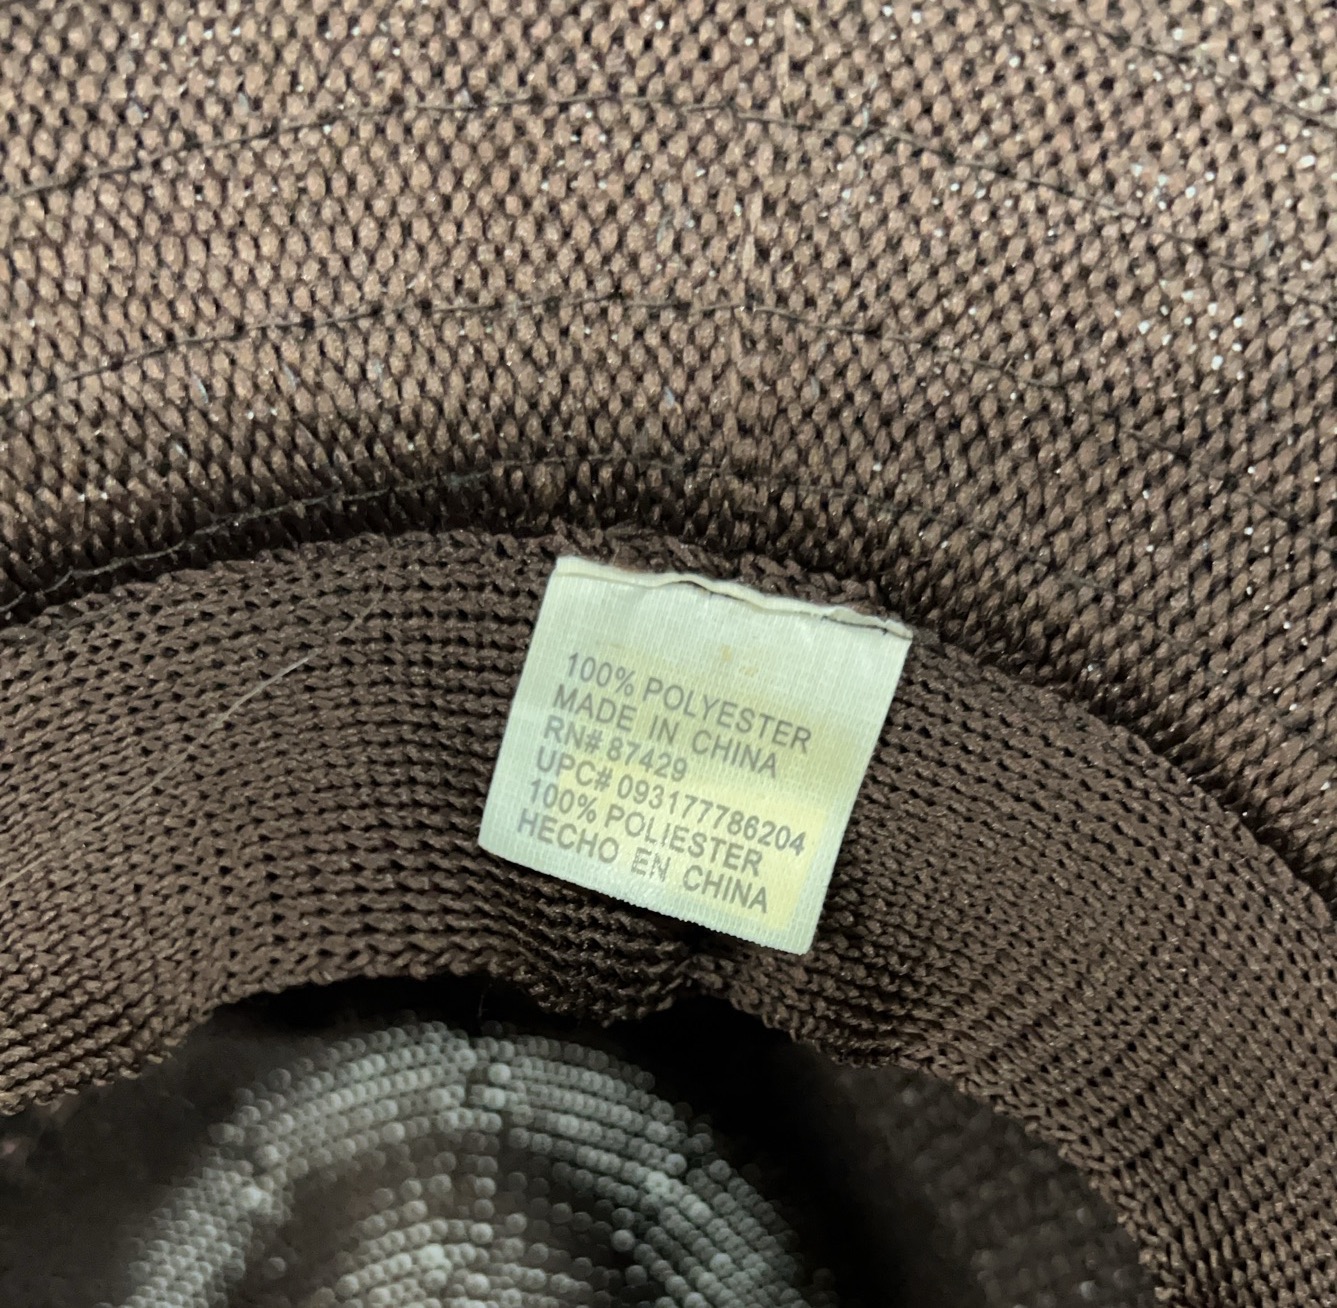 100% POLYESTER
MADE IN CHINA
RN# 87429
UPC# 093177786204
100% POLIESTER
HECHO EN CHINA